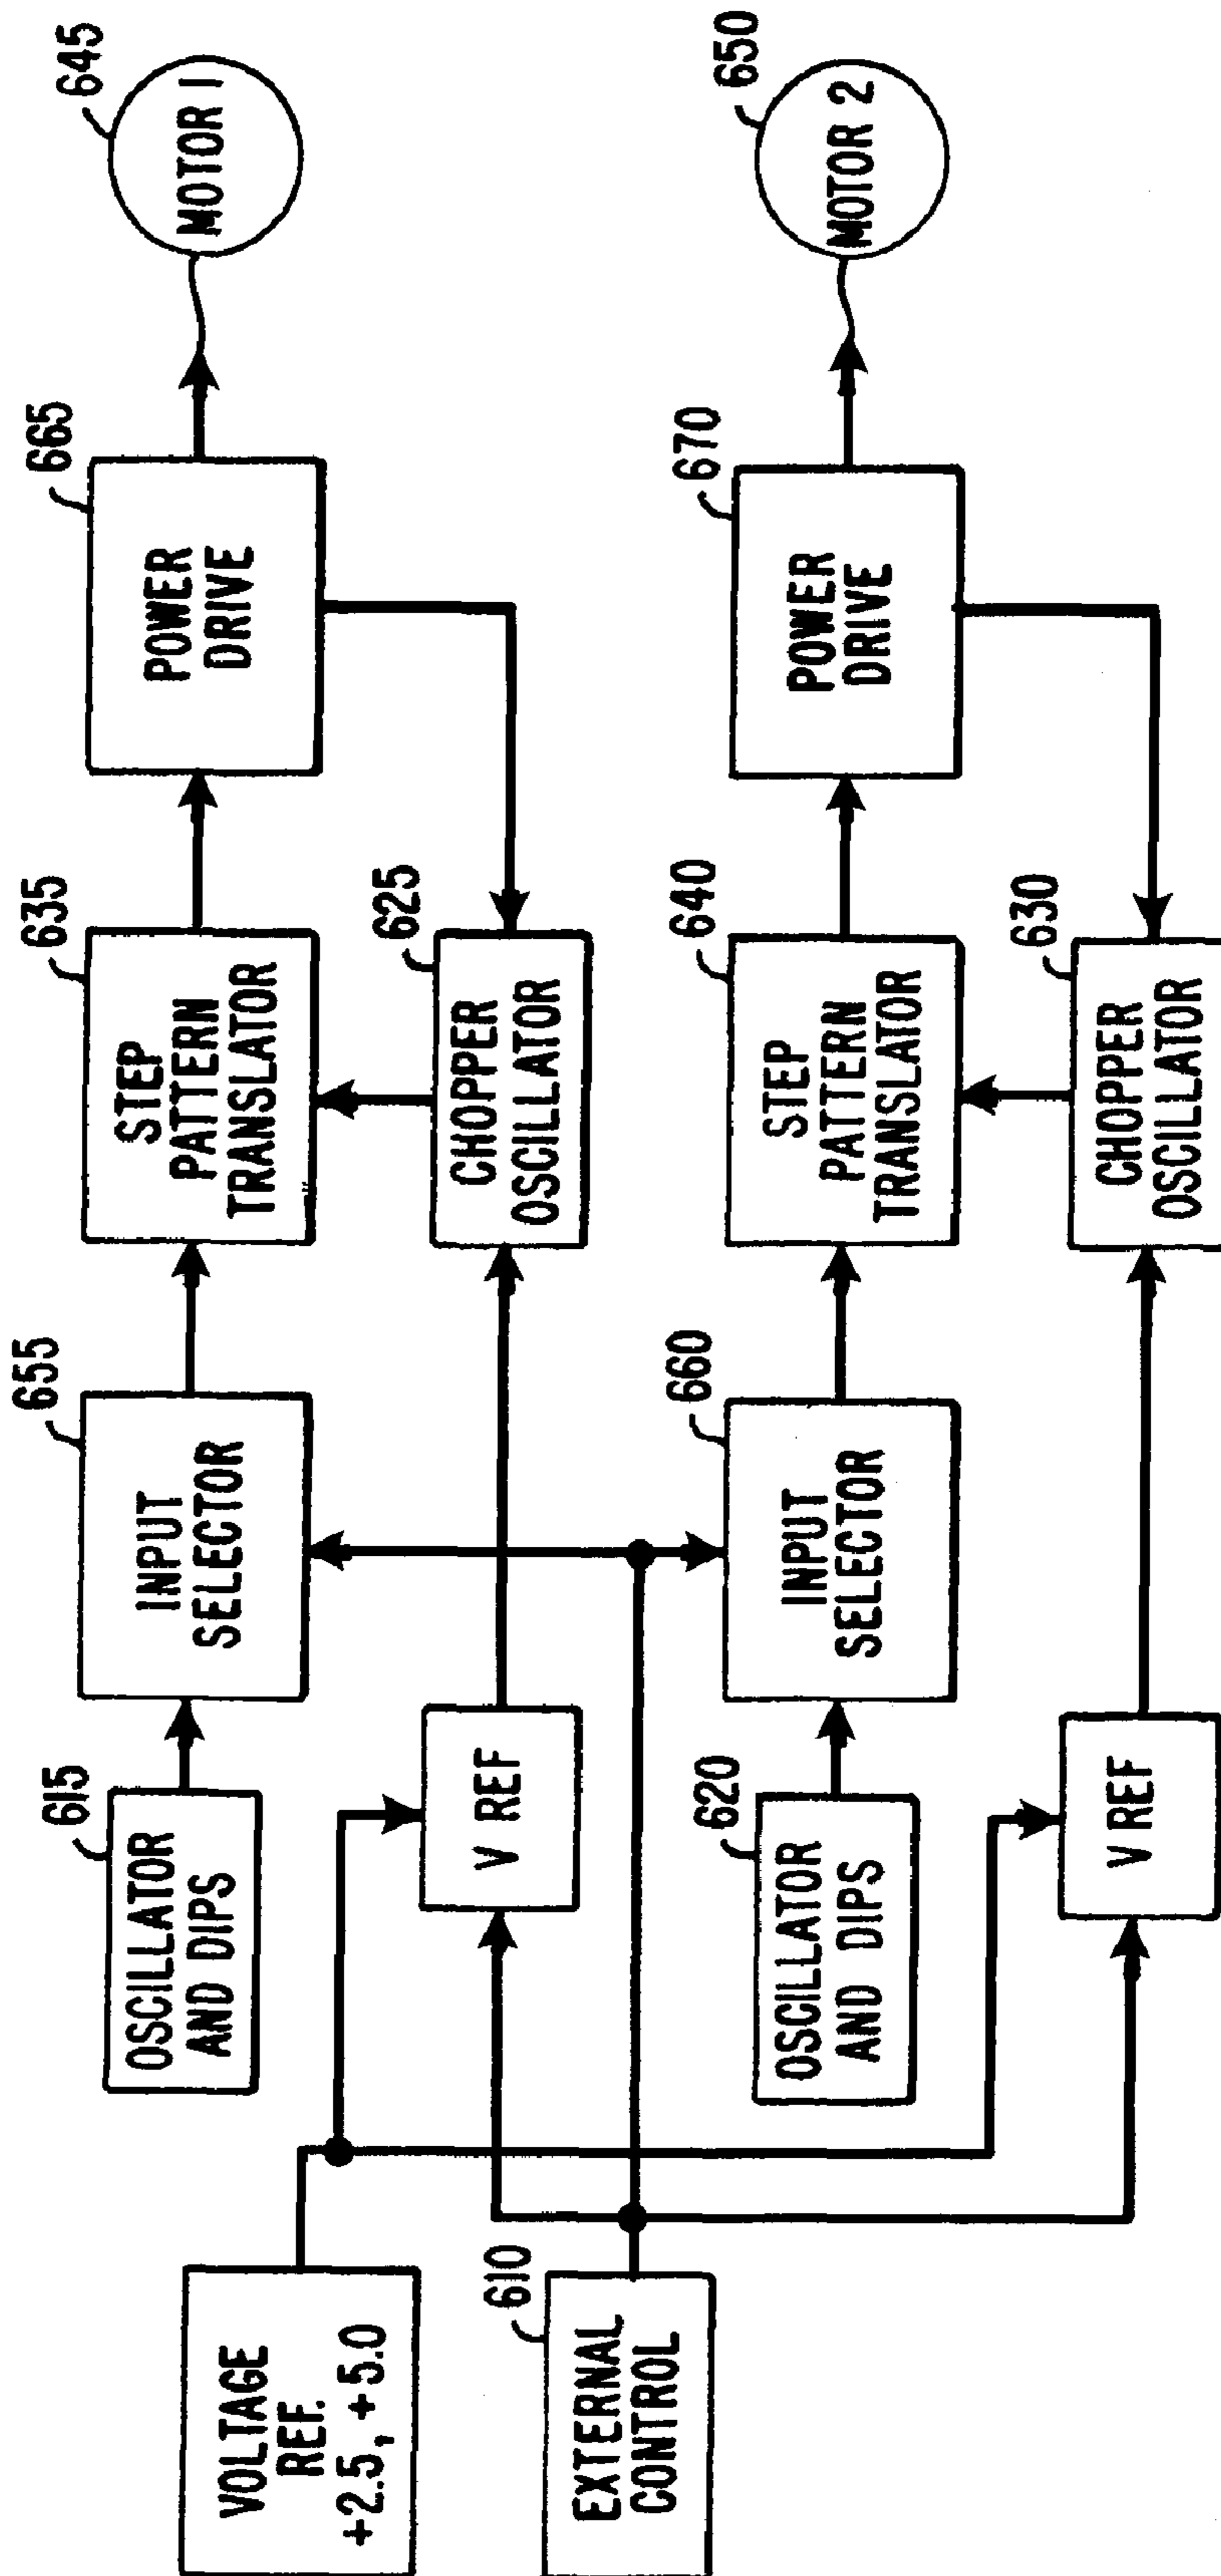 VOLTAGE
REF.
+2.5, +5.0
610
EXTERNAL
CONTROL
615
OSCILLATOR
AND DIPS
V REF
620
OSCILLATOR
AND DIPS
V REF
655
INPUT
SELECTOR
660
INPUT
SELECTOR
635
STEP
PATTERN
TRANSLATOR
625
CHOPPER
OSCILLATOR
640
STEP
PATTERN
TRANSLATOR
630
CHOPPER
OSCILLATOR
665
POWER
DRIVE
670
POWER
DRIVE
645
MOTOR 1
650
MOTOR 2